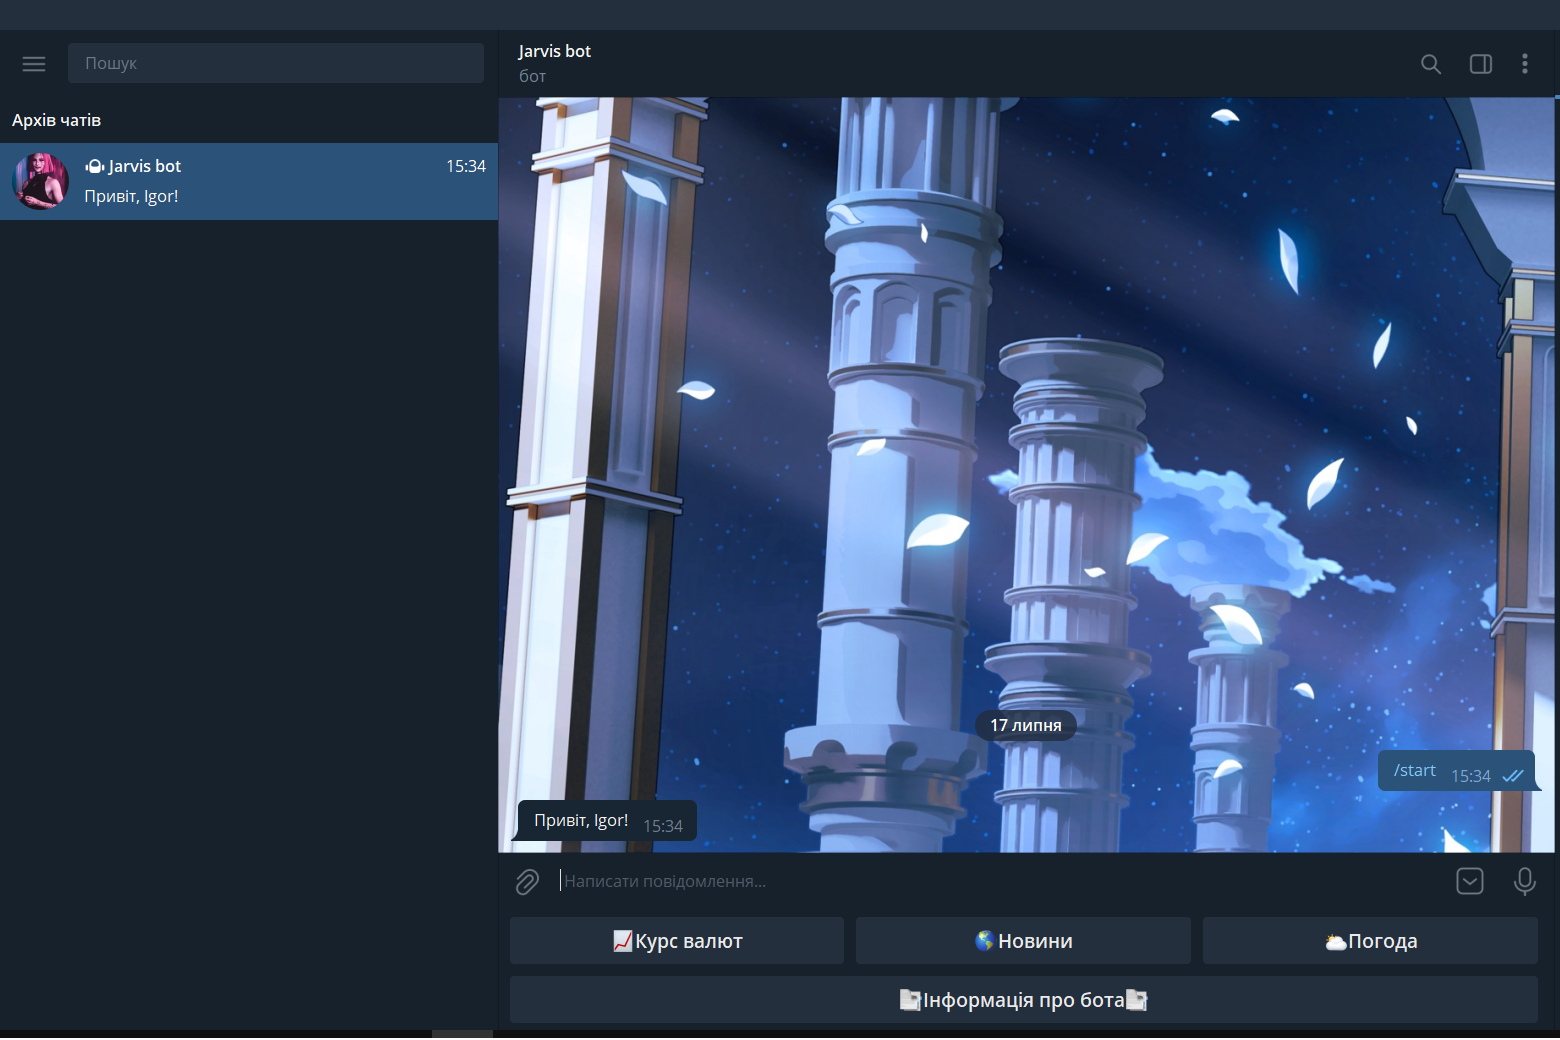 Пошук
Архів чатів
Jarvis bot 15:34
Привіт, Igor!
Jarvis bot
бот
17 липня
/start 15:34
Привіт, Igor! 15:34
Написати повідомлення...
📈Курс валют
🌎Новини
🌥Погода
📑Інформація про бота📑